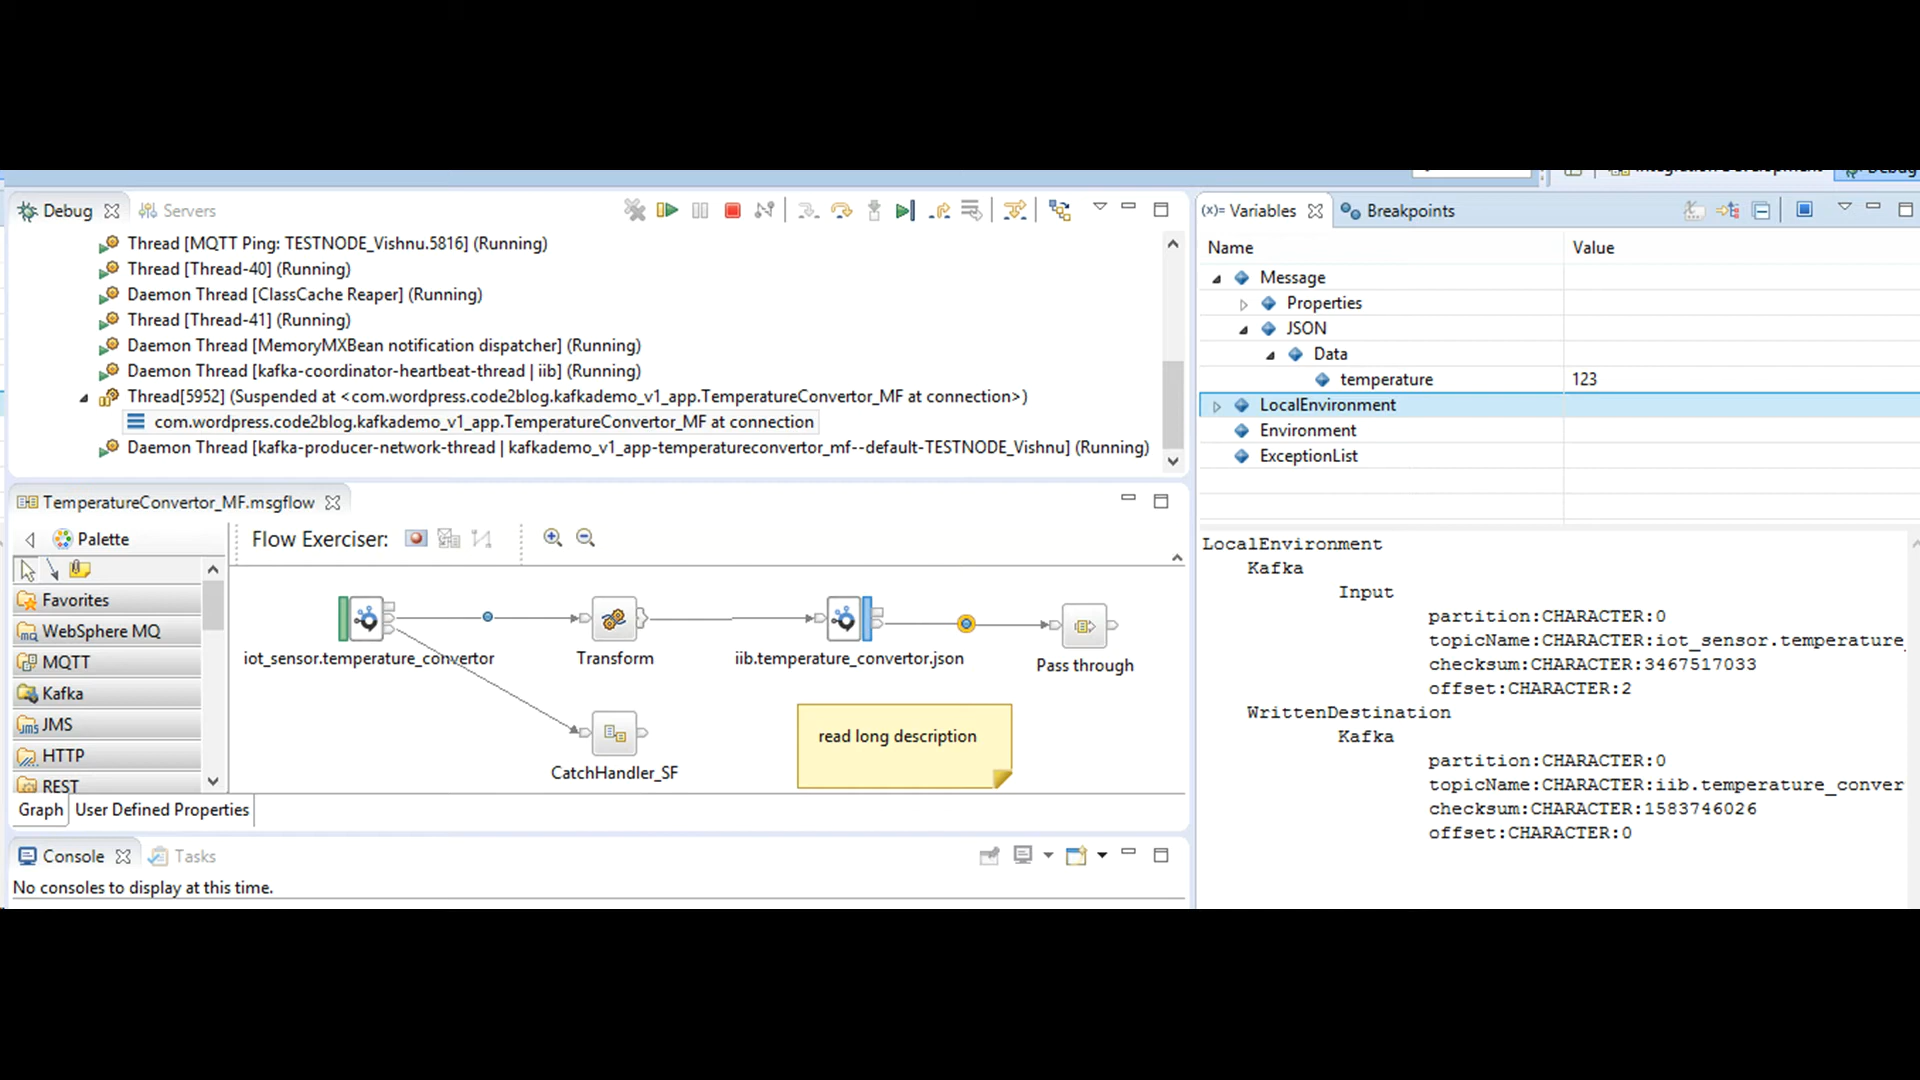 Debug
Servers
Thread [MQTT Ping: TESTNODE_Vishnu.5816] (Running)
Thread [Thread-40] (Running)
Daemon Thread [ClassCache Reaper] (Running)
Thread [Thread-41] (Running)
Daemon Thread [MemoryMXBean notification dispatcher] (Running)
Daemon Thread [kafka-coordinator-heartbeat-thread | iib] (Running)
Thread[5952] (Suspended at <com.wordpress.code2blog.kafkademo_v1_app.TemperatureConvertor_MF at connection>)
com.wordpress.code2blog.kafkademo_v1_app.TemperatureConvertor_MF at connection
Daemon Thread [kafka-producer-network-thread | kafkademo_v1_app-temperatureconvertor_mf--default-TESTNODE_Vishnu] (Running)
TemperatureConvertor_MF.msgflow
Palette
Flow Exerciser:
Favorites
WebSphere MQ
MQTT
Kafka
JMS
HTTP
REST
iot_sensor.temperature_convertor
Transform
iib.temperature_convertor.json
Pass through
CatchHandler_SF
read long description
Graph
User Defined Properties
Console
Tasks
No consoles to display at this time.
(x)= Variables
Breakpoints
Name Value
Message
Properties
JSON
Data
temperature 123
LocalEnvironment
Environment
ExceptionList
LocalEnvironment
Kafka
Input
partition:CHARACTER:0
topicName:CHARACTER:iot_sensor.temperature_
checksum:CHARACTER:3467517033
offset:CHARACTER:2
WrittenDestination
Kafka
partition:CHARACTER:0
topicName:CHARACTER:iib.temperature_conver
checksum:CHARACTER:1583746026
offset:CHARACTER:0